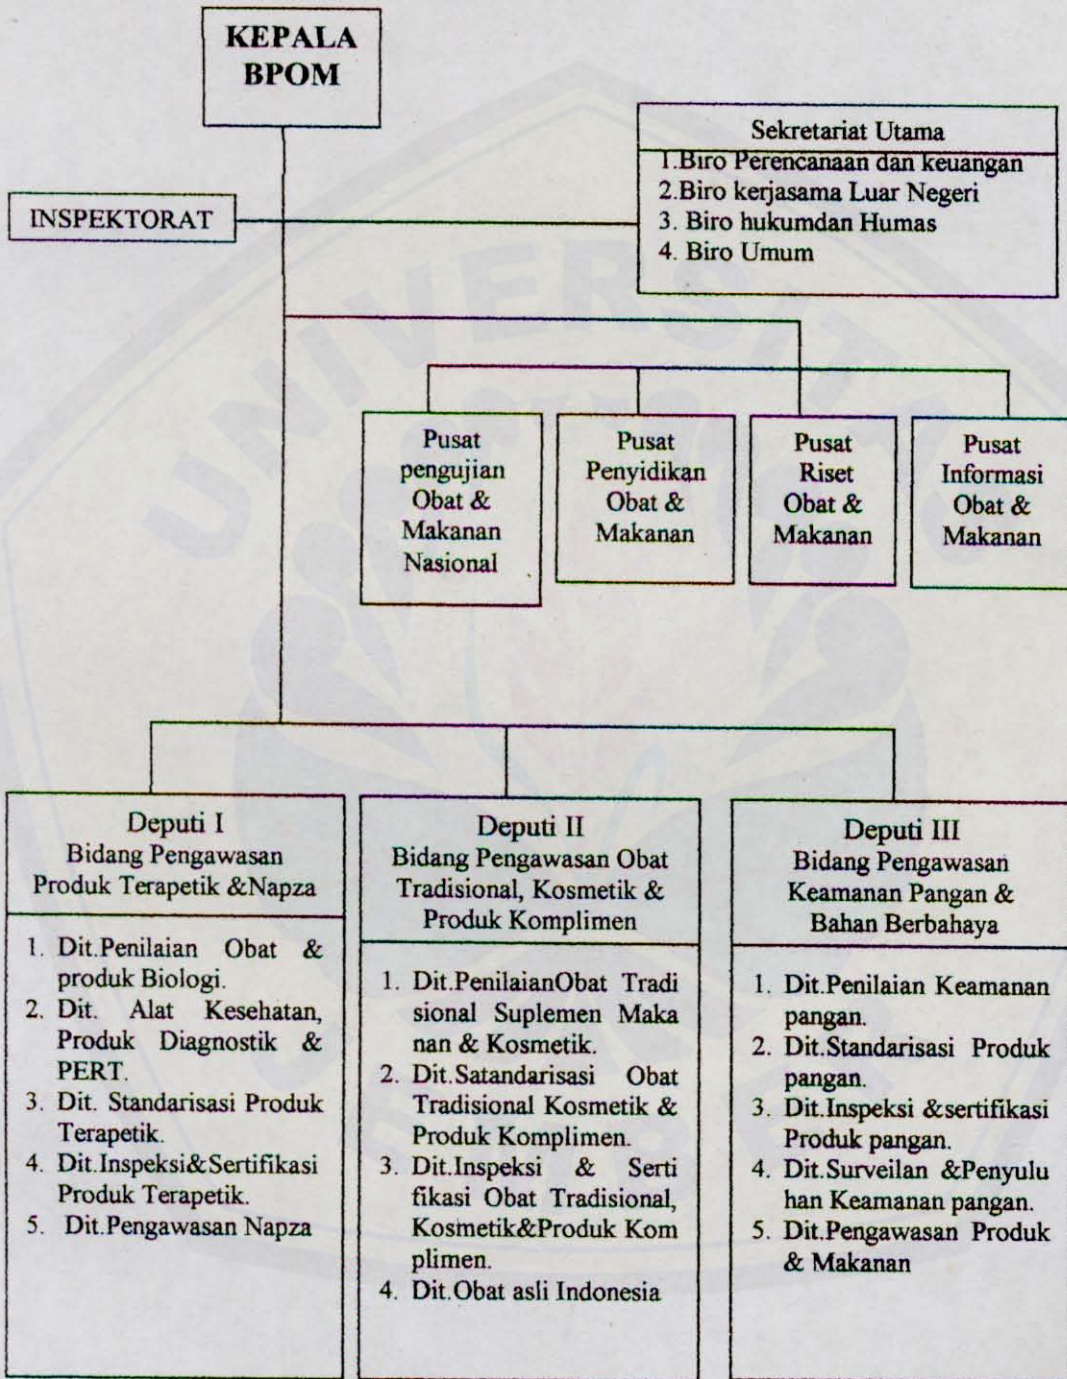 KEPALA
BPOM
Sekretariat Utama
1.Biro Perencanaan dan keuangan
2.Biro kerjasama Luar Negeri
3. Biro hukumdan Humas
4. Biro Umum
INSPEKTORAT
Pusat
pengujian
Obat &
Makanan
Nasional
Pusat
Penyidikan
Obat &
Makanan
Pusat
Riset
Obat &
Makanan
Pusat
Informasi
Obat &
Makanan
Deputi I
Bidang Pengawasan
Produk Terapetik &Napza
1. Dit.Penilaian Obat &
produk Biologi.
2. Dit. Alat Kesehatan,
Produk Diagnostik &
PERT.
3. Dit. Standarisasi Produk
Terapetik.
4. Dit.Inspeksi&Sertifikasi
Produk Terapetik.
5. Dit.Pengawasan Napza
Deputi II
Bidang Pengawasan Obat
Tradisional, Kosmetik &
Produk Komplimen
1. Dit.PenilaianObat Tradi
sional Suplemen Maka
nan & Kosmetik.
2. Dit.Satandarisasi Obat
Tradisional Kosmetik &
Produk Komplimen.
3. Dit.Inspeksi & Serti
fikasi Obat Tradisional,
Kosmetik&Produk Kom
plimen.
4. Dit.Obat asli Indonesia
Deputi III
Bidang Pengawasan
Keamanan Pangan &
Bahan Berbahaya
1. Dit.Penilaian Keamanan
pangan.
2. Dit.Standarisasi Produk
pangan.
3. Dit.Inspeksi &sertifikasi
Produk pangan.
4. Dit.Surveilan &Penyulu
han Keamanan pangan.
5. Dit.Pengawasan Produk
& Makanan